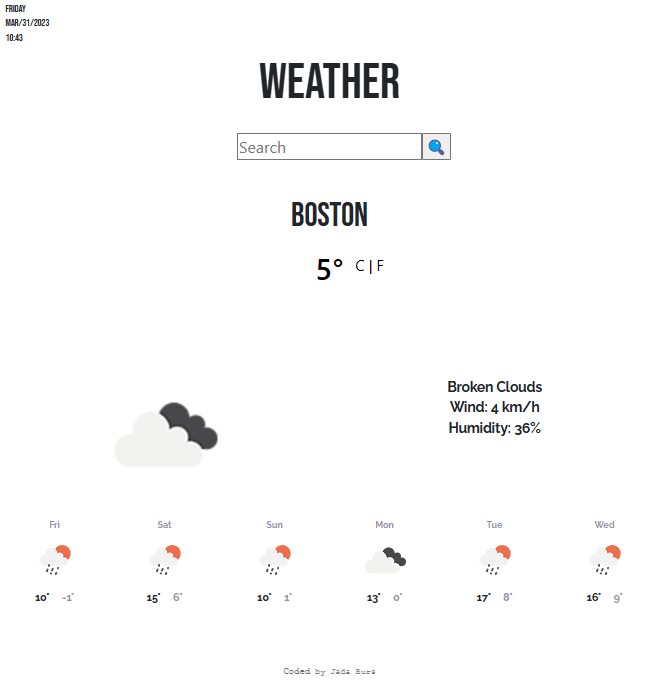 FRIDAY
MAR/31/2023
10:43
WEATHER
Search
BOSTON
5° C | F
Broken Clouds
Wind: 4 km/h
Humidity: 36%
Fri Sat Sun Mon Tue Wed
10° -1° 15° 6° 10° 1° 13° 0° 17° 8° 16° 9°
Coded by Jada Burs